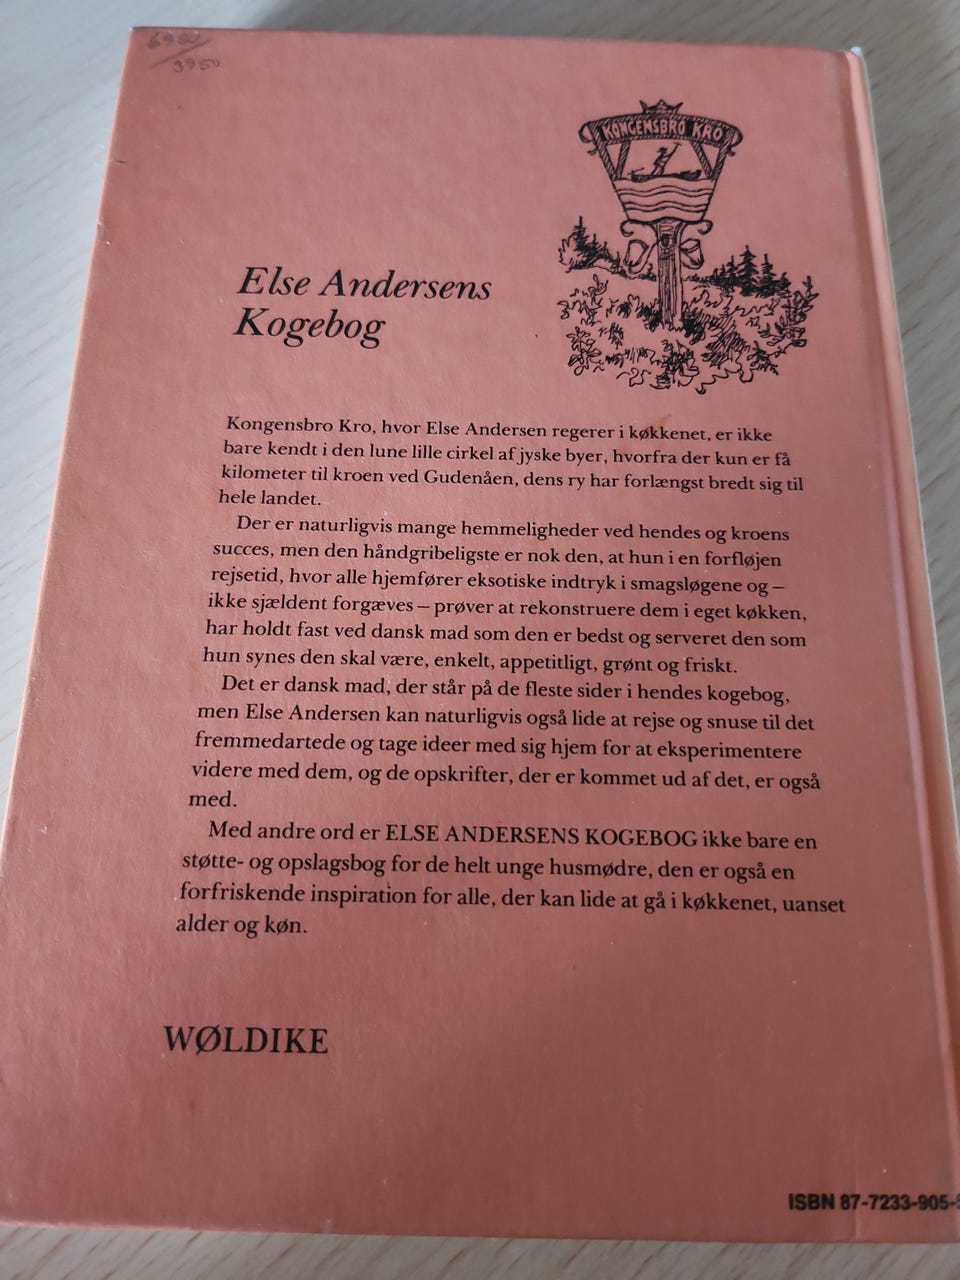 6950
3950
KONGENSBRO KRO
Else Andersens
Kogebog
Kongensbro Kro, hvor Else Andersen regerer i køkkenet, er ikke
bare kendt i den lune lille cirkel af jyske byer, hvorfra der kun er få
kilometer til kroen ved Gudenåen, dens ry har forlængst bredt sig til
hele landet.
Der er naturligvis mange hemmeligheder ved hendes og kroens
succes, men den håndgribeligste er nok den, at hun i en forfløjen
rejsetid, hvor alle hjemfører eksotiske indtryk i smagsløgene og –
ikke sjældent forgæves – prøver at rekonstruere dem i eget køkken,
har holdt fast ved dansk mad som den er bedst og serveret den som
hun synes den skal være, enkelt, appetitligt, grønt og friskt.
Det er dansk mad, der står på de fleste sider i hendes kogebog,
men Else Andersen kan naturligvis også lide at rejse og snuse til det
fremmedartede og tage ideer med sig hjem for at eksperimentere
videre med dem, og de opskrifter, der er kommet ud af det, er også
med.
Med andre ord er ELSE ANDERSENS KOGEBOG ikke bare en
støtte- og opslagsbog for de helt unge husmødre, den er også en
forfriskende inspiration for alle, der kan lide at gå i køkkenet, uanset
alder og køn.
WØLDIKE
ISBN 87-7233-905-